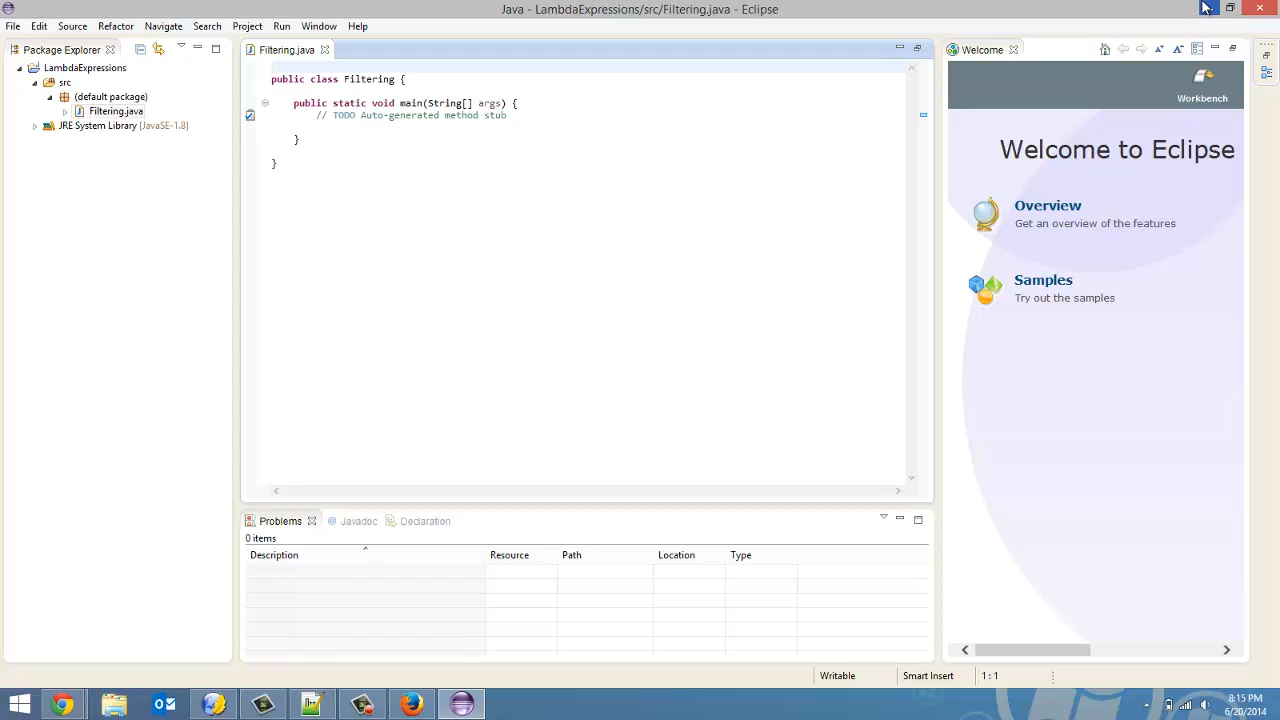 Java - LambdaExpressions/src/Filtering.java - Eclipse
File Edit Source Refactor Navigate Search Project Run Window Help
Package Explorer
LambdaExpressions
src
(default package)
Filtering.java
JRE System Library [JavaSE-1.8]
Filtering.java
public class Filtering {
public static void main(String[] args) {
// TODO Auto-generated method stub
}
}
Problems @ Javadoc Declaration
0 items
Description Resource Path Location Type
Welcome
Workbench
Welcome to Eclipse
Overview
Get an overview of the features
Samples
Try out the samples
Writable Smart Insert 1 : 1
8:15 PM
6/20/2014